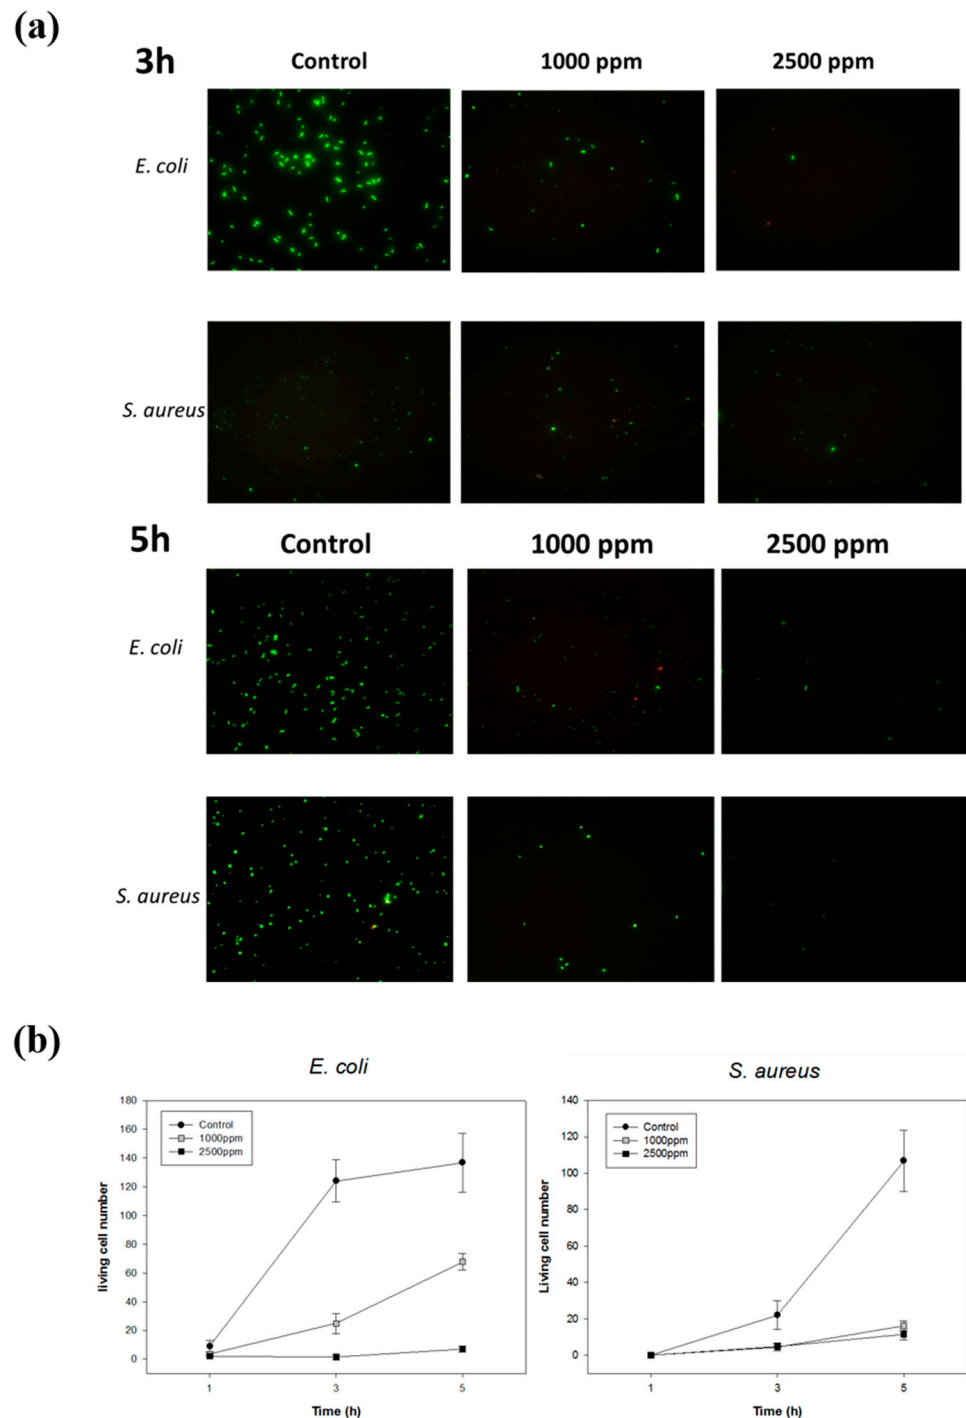 (a)
3h
Control 1000 ppm 2500 ppm
E. coli
S. aureus
5h
Control 1000 ppm 2500 ppm
E. coli
S. aureus
(b)
E. coli
180
160
140
120
100
80
60
40
20
0
living cell number
Control
1000ppm
2500ppm
1 3 5
Time (h)
S. aureus
140
120
100
80
60
40
20
0
Living cell number
Control
1000ppm
2500ppm
1 3 5
Time (h)